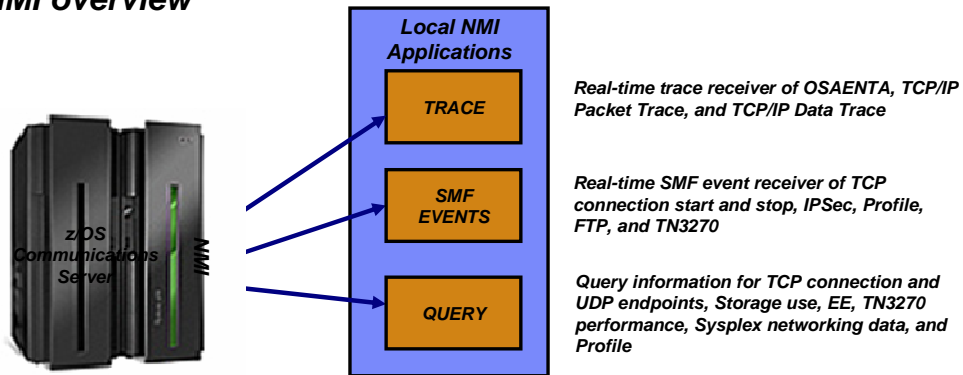 NMI overview
Local NMI
Applications
TRACE
Real-time trace receiver of OSAENTA, TCP/IP
Packet Trace, and TCP/IP Data Trace
SMF
EVENTS
Real-time SMF event receiver of TCP
connection start and stop, IPSec, Profile,
FTP, and TN3270
z/OS
Communications
Server
NMI
QUERY
Query information for TCP connection and
UDP endpoints, Storage use, EE, TN3270
performance, Sysplex networking data, and
Profile